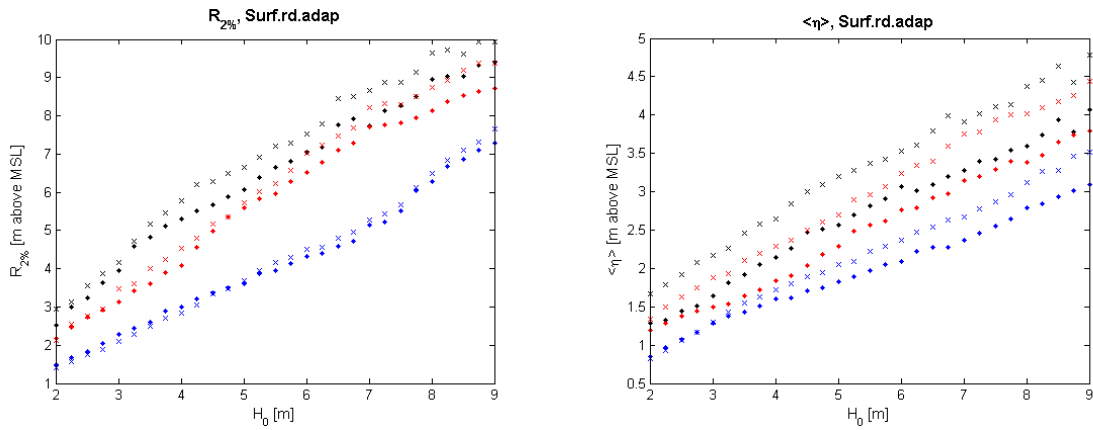 R2%, Surf.rd.adap
10
9
8
7
6
5
4
3
2
1
R2% [m above MSL]
2 3 4 5 6 7 8 9
H0 [m]
<η>, Surf.rd.adap
5
4.5
4
3.5
3
2.5
2
1.5
1
0.5
<η> [m above MSL]
2 3 4 5 6 7 8 9
H0 [m]